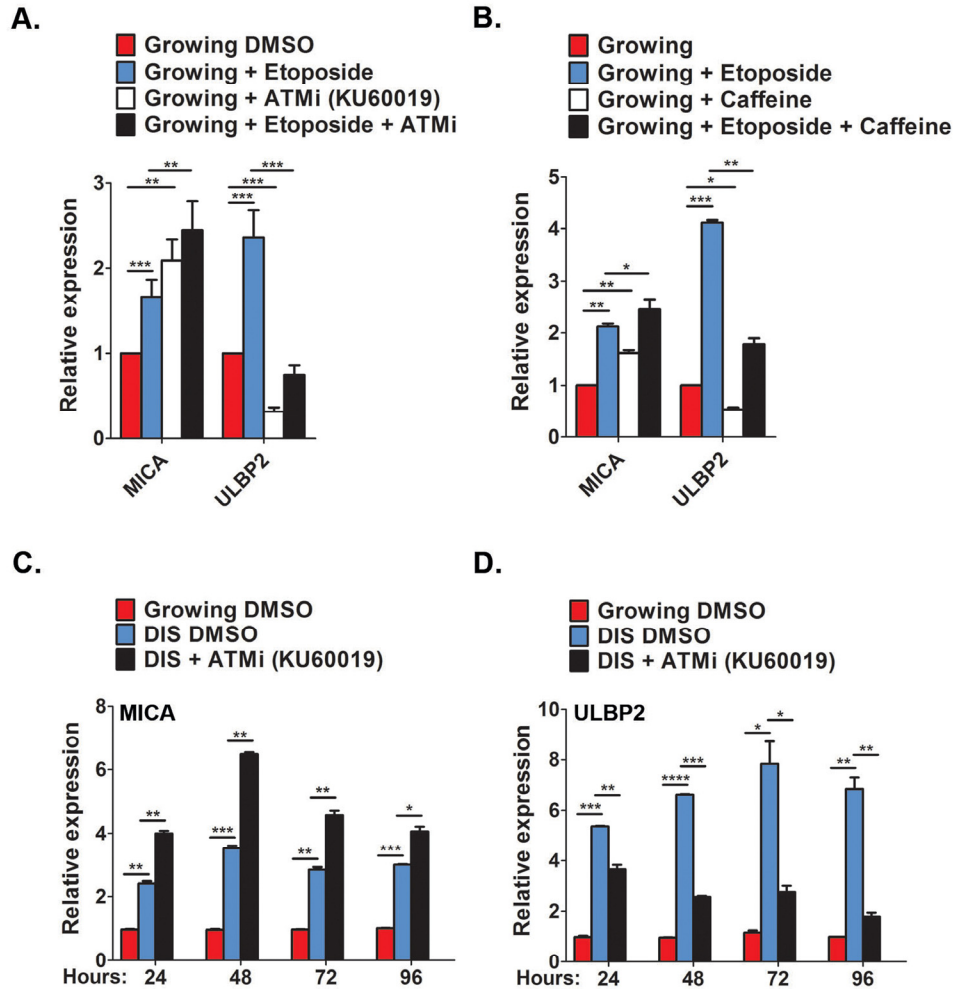 A.
Growing DMSO
Growing + Etoposide
Growing + ATMi (KU60019)
Growing + Etoposide + ATMi
Relative expression
3
2
1
0
***
**
**
***
***
***
MICA
ULBP2
B.
Growing
Growing + Etoposide
Growing + Caffeine
Growing + Etoposide + Caffeine
Relative expression
5
4
3
2
1
0
**
**
*
***
*
**
MICA
ULBP2
C.
Growing DMSO
DIS DMSO
DIS + ATMi (KU60019)
MICA
Relative expression
8
6
4
2
0
**
**
***
**
**
**
***
*
Hours: 24 48 72 96
D.
Growing DMSO
DIS DMSO
DIS + ATMi (KU60019)
ULBP2
Relative expression
10
8
6
4
2
0
***
**
****
***
*
*
**
**
Hours: 24 48 72 96